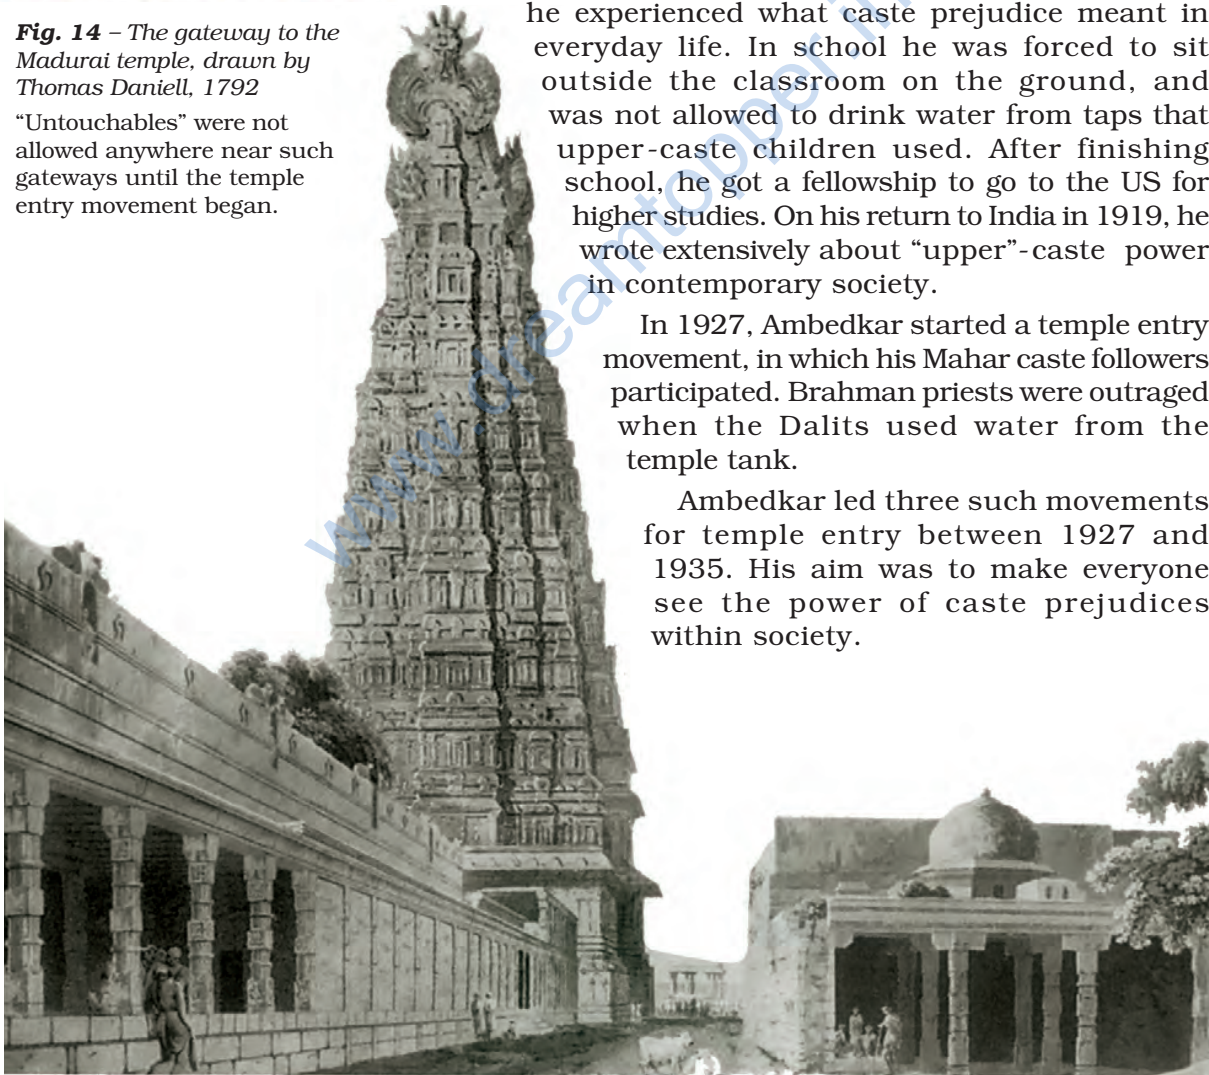 Fig. 14 – The gateway to the
Madurai temple, drawn by
Thomas Daniell, 1792
“Untouchables” were not
allowed anywhere near such
gateways until the temple
entry movement began.
he experienced what caste prejudice meant in
everyday life. In school he was forced to sit
outside the classroom on the ground, and
was not allowed to drink water from taps that
upper-caste children used. After finishing
school, he got a fellowship to go to the US for
higher studies. On his return to India in 1919, he
wrote extensively about “upper”-caste power
in contemporary society.
In 1927, Ambedkar started a temple entry
movement, in which his Mahar caste followers
participated. Brahman priests were outraged
when the Dalits used water from the
temple tank.
Ambedkar led three such movements
for temple entry between 1927 and
1935. His aim was to make everyone
see the power of caste prejudices
within society.
www.dreamtopper.in